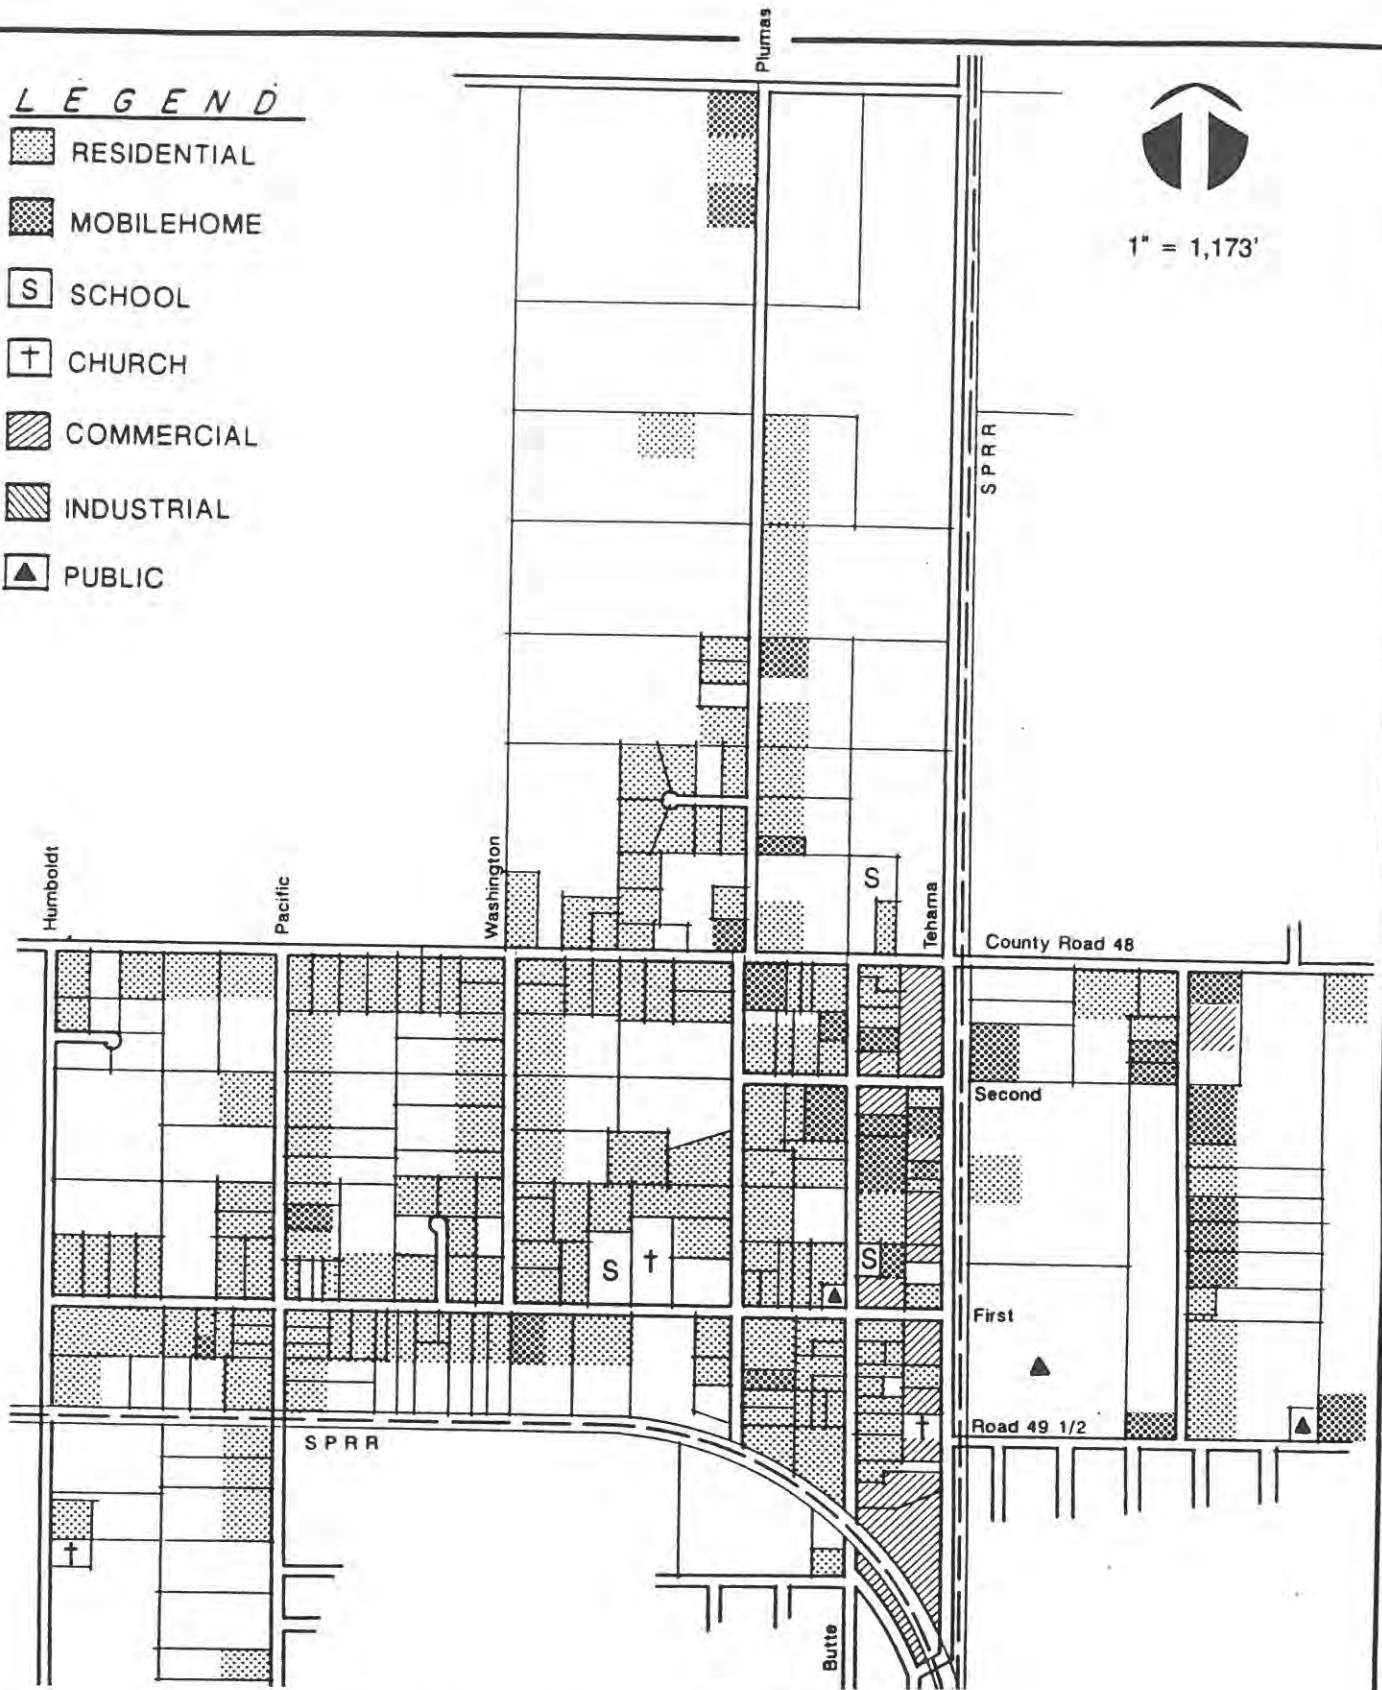 Plumas
LEGEND
RESIDENTIAL
MOBILEHOME
S SCHOOL
† CHURCH
COMMERCIAL
INDUSTRIAL
▲ PUBLIC
1" = 1,173'
SPRR
Humboldt
Pacific
Washington
S
Tehama
County Road 48
Second
S
†
S
First
Road 49 1/2
†
SPRR
†
Butte